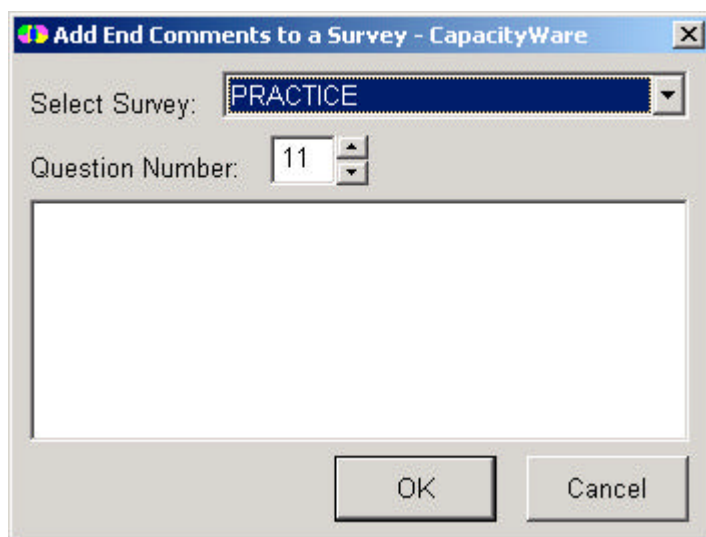 Add End Comments to a Survey - CapacityWare
Select Survey: PRACTICE
Question Number: 11
OK Cancel